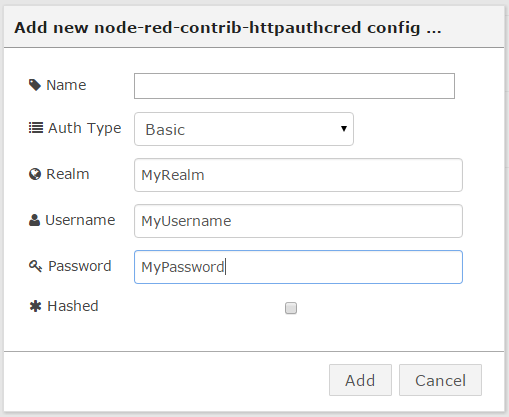 Add new node-red-contrib-httpauthcred config ...
Name
Auth Type Basic
Realm MyRealm
Username MyUsername
Password MyPassword
Hashed
Add Cancel